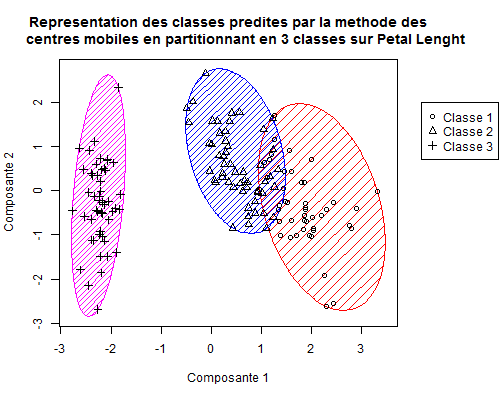 Representation des classes predites par la methode des
centres mobiles en partitionnant en 3 classes sur Petal Lenght
Classe 1
Classe 2
Classe 3
Composante 2
2
1
0
-1
-2
-3
-3
-2
-1
0
1
2
3
Composante 1